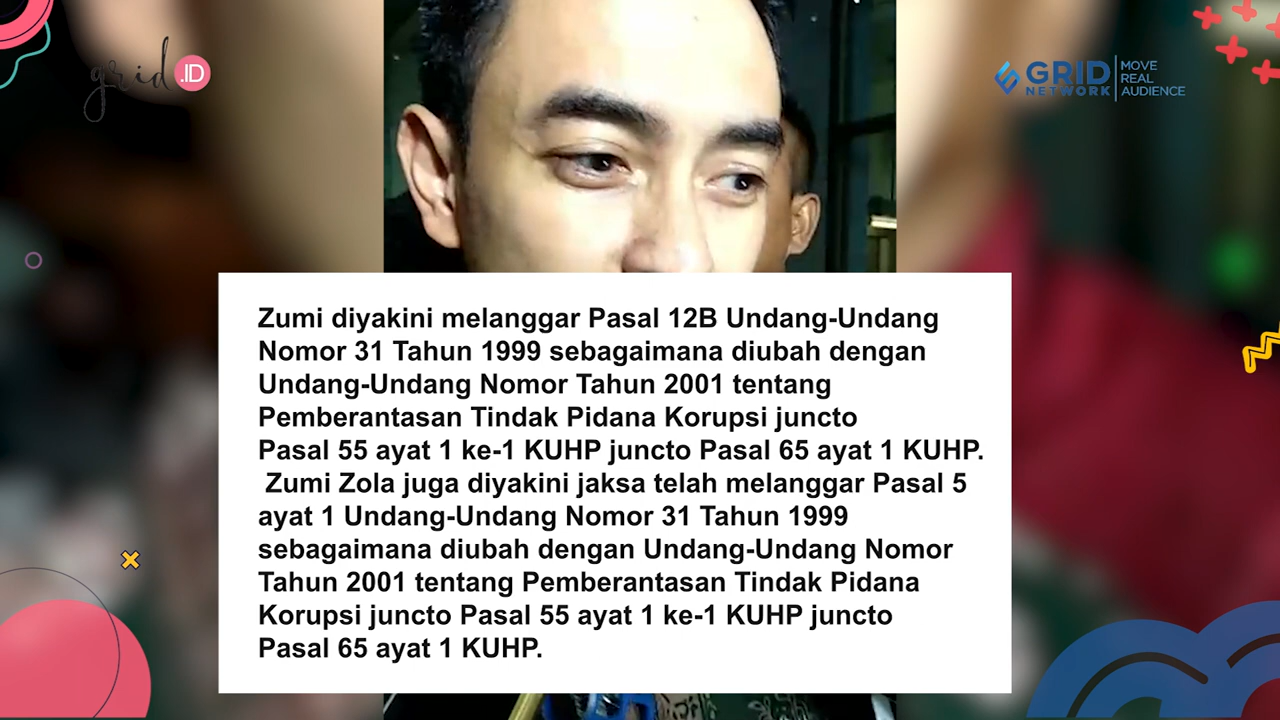 grid.ID
GRID
NETWORK
MOVE
REAL
AUDIENCE
Zumi diyakini melanggar Pasal 12B Undang-Undang
Nomor 31 Tahun 1999 sebagaimana diubah dengan
Undang-Undang Nomor Tahun 2001 tentang
Pemberantasan Tindak Pidana Korupsi juncto
Pasal 55 ayat 1 ke-1 KUHP juncto Pasal 65 ayat 1 KUHP.
Zumi Zola juga diyakini jaksa telah melanggar Pasal 5
ayat 1 Undang-Undang Nomor 31 Tahun 1999
sebagaimana diubah dengan Undang-Undang Nomor
Tahun 2001 tentang Pemberantasan Tindak Pidana
Korupsi juncto Pasal 55 ayat 1 ke-1 KUHP juncto
Pasal 65 ayat 1 KUHP.